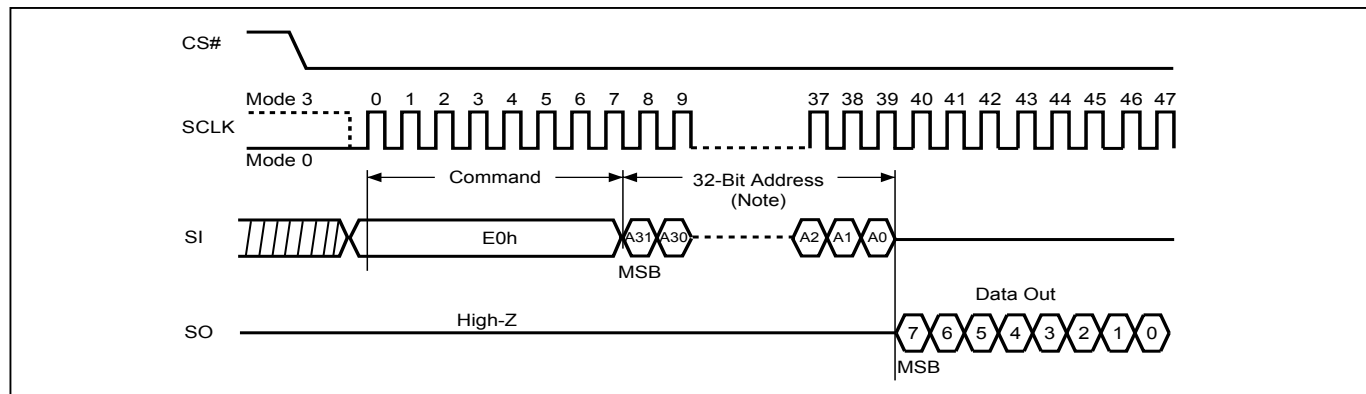 CS#
Mode 3 0 1 2 3 4 5 6 7 8 9 37 38 39 40 41 42 43 44 45 46 47
SCLK
Mode 0
Command 32-Bit Address
(Note)
SI E0h A31 A30 A2 A1 A0
MSB
Data Out
High-Z
SO 7 6 5 4 3 2 1 0
MSB